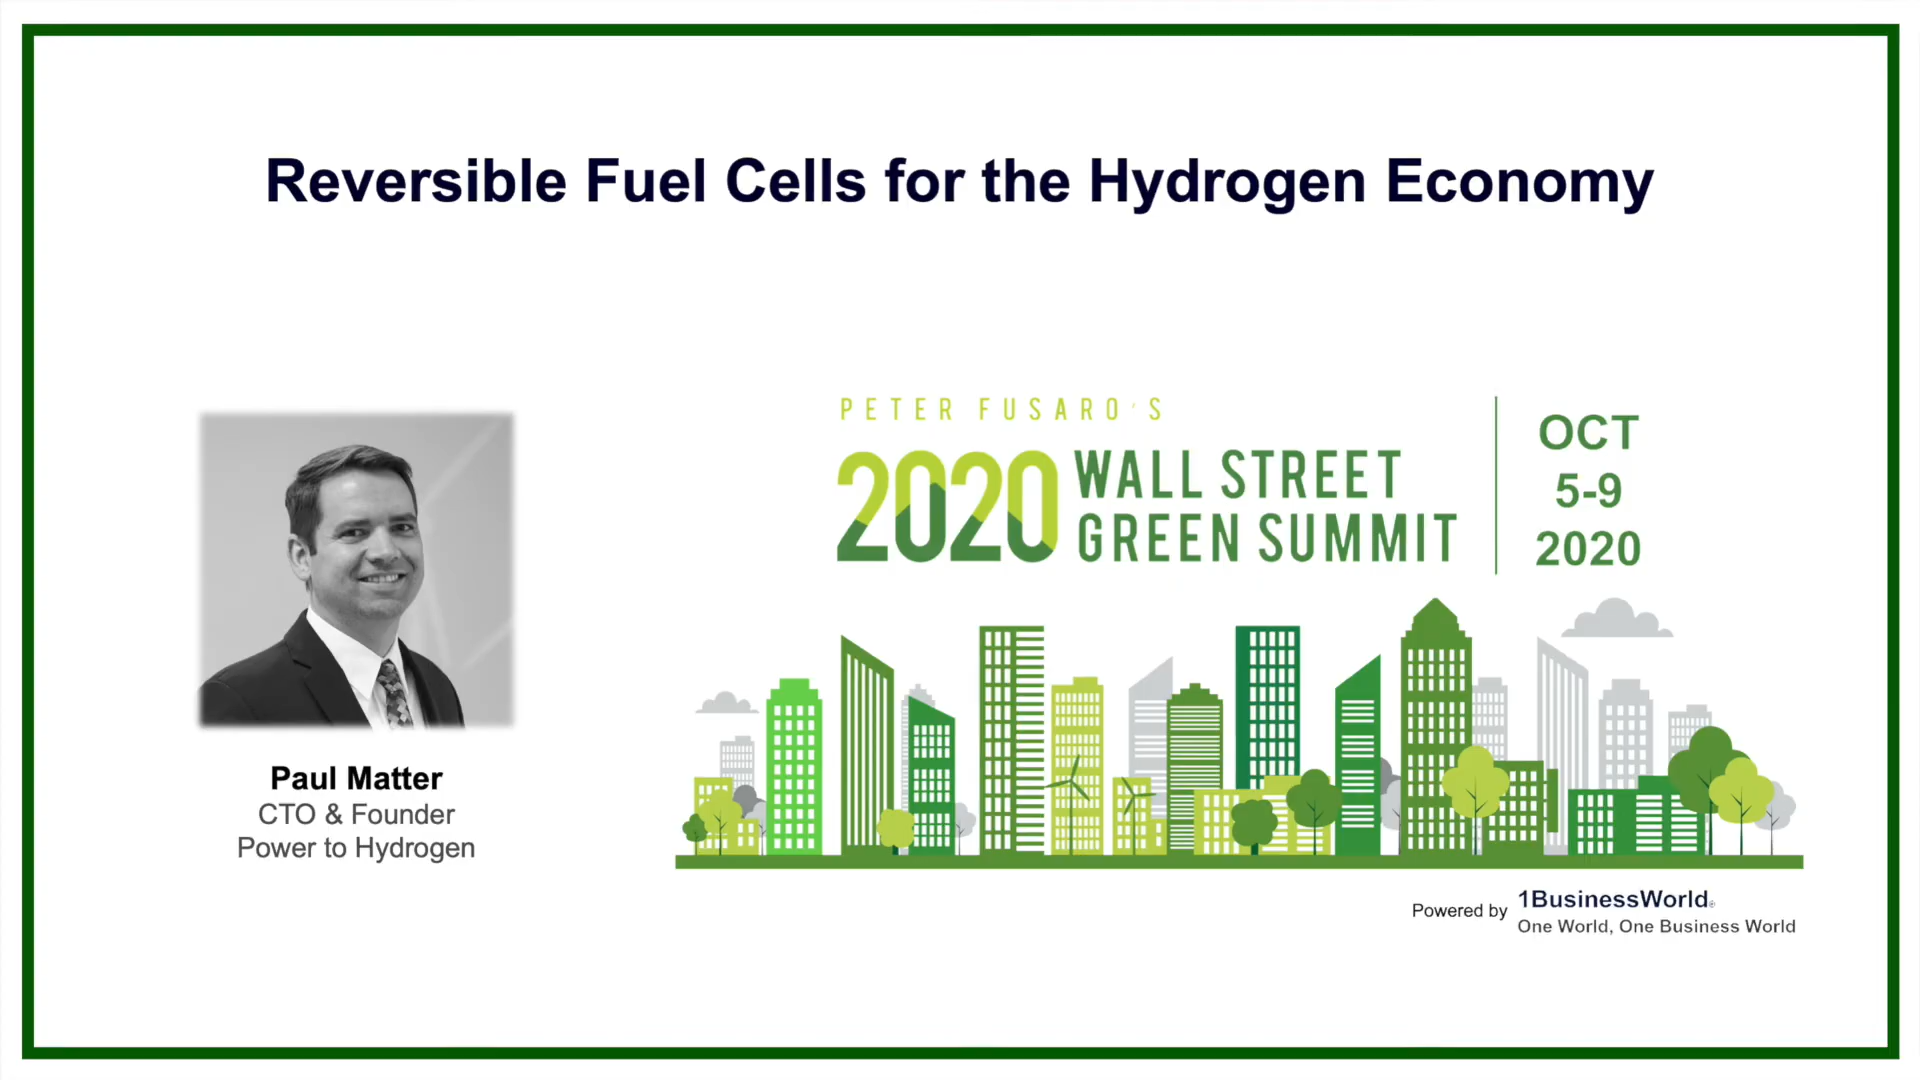 Reversible Fuel Cells for the Hydrogen Economy
PETER FUSARO'S
2020 WALL STREET
GREEN SUMMIT
OCT
5-9
2020
Paul Matter
CTO & Founder
Power to Hydrogen
Powered by 1BusinessWorld®
One World, One Business World